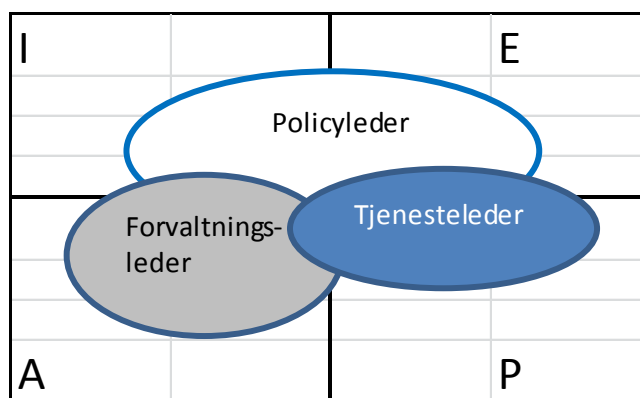 I
E
Policyleder
Tjenesteleder
Forvaltnings-
leder
A
P